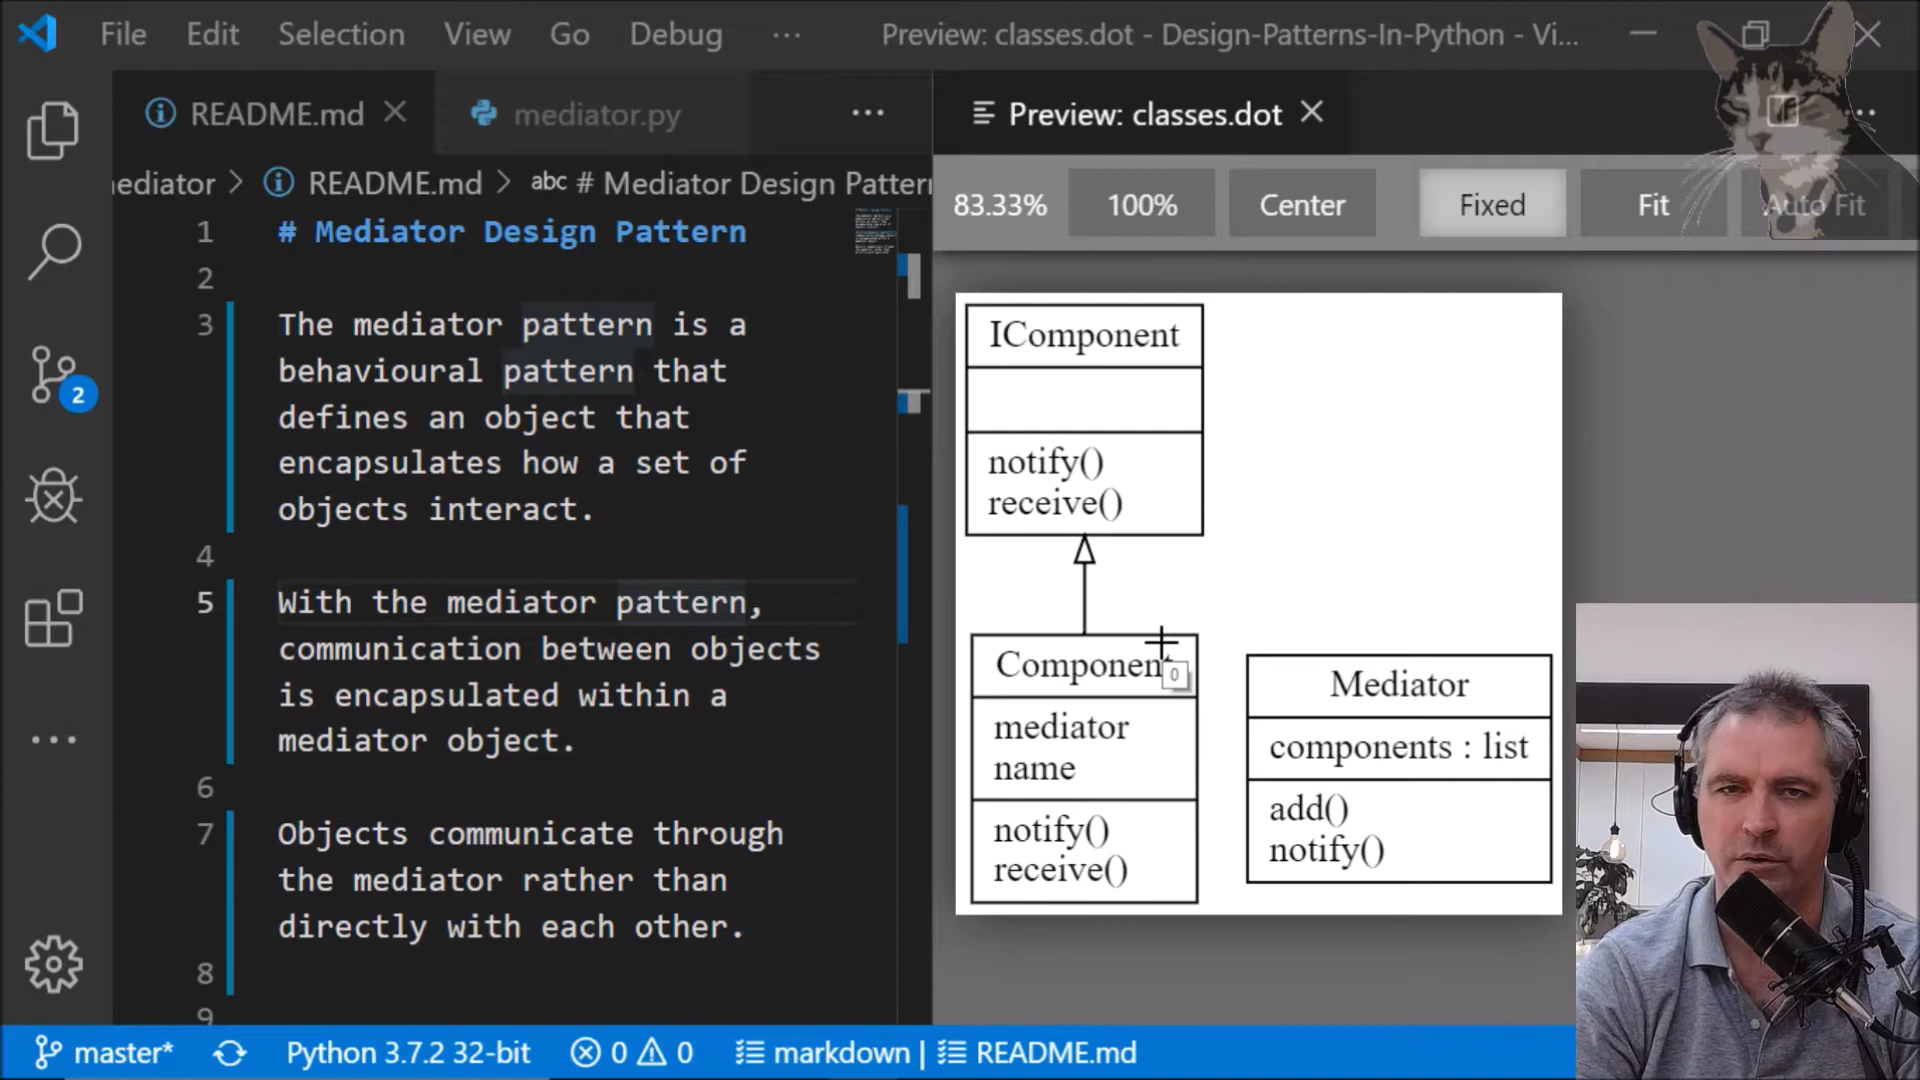 File Edit Selection View Go Debug ··· Preview: classes.dot - Design-Patterns-In-Python - Vi...
README.md mediator.py ···
Preview: classes.dot ···
ediator > README.md > abc # Mediator Design Patter
83.33% 100% Center Fixed Fit Auto Fit
1 # Mediator Design Pattern
2
3 The mediator pattern is a
behavioural pattern that
defines an object that
encapsulates how a set of
objects interact.
4
5 With the mediator pattern,
communication between objects
is encapsulated within a
mediator object.
6
7 Objects communicate through
the mediator rather than
directly with each other.
8
9
2
IComponent
notify()
receive()
Component
0
mediator
name
notify()
receive()
Mediator
components : list
add()
notify()
master* Python 3.7.2 32-bit 0 0 markdown | README.md